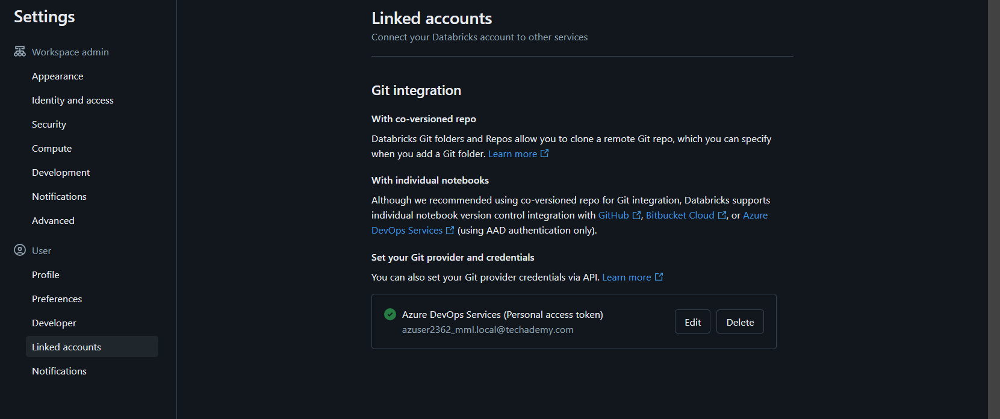 Settings
Workspace admin
Appearance
Identity and access
Security
Compute
Development
Notifications
Advanced
User
Profile
Preferences
Developer
Linked accounts
Notifications
Linked accounts
Connect your Databricks account to other services
Git integration
With co-versioned repo
Databricks Git folders and Repos allow you to clone a remote Git repo, which you can specify
when you add a Git folder. Learn more
With individual notebooks
Although we recommended using co-versioned repo for Git integration, Databricks supports
individual notebook version control integration with GitHub, Bitbucket Cloud, or Azure
DevOps Services (using AAD authentication only).
Set your Git provider and credentials
You can also set your Git provider credentials via API. Learn more
Azure DevOps Services (Personal access token)
azuser2362_mml.local@techademy.com
Edit
Delete